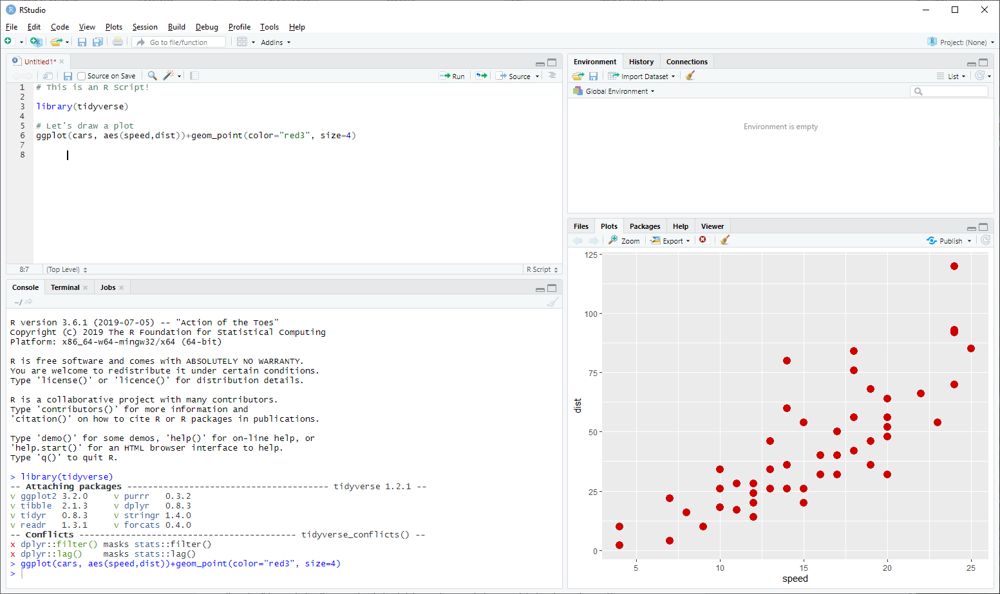 RStudio
File Edit Code View Plots Session Build Debug Profile Tools Help
Go to file/function Addins Project: (None)
Untitled1*
Source on Save Run Source
1 # This is an R Script!
2
3 library(tidyverse)
4
5 # Let's draw a plot
6 ggplot(cars, aes(speed,dist))+geom_point(color="red3", size=4)
7
8
8:7 (Top Level) R Script
Console Terminal Jobs
~/
R version 3.6.1 (2019-07-05) -- "Action of the Toes"
Copyright (C) 2019 The R Foundation for Statistical Computing
Platform: x86_64-w64-mingw32/x64 (64-bit)
R is free software and comes with ABSOLUTELY NO WARRANTY.
You are welcome to redistribute it under certain conditions.
Type 'license()' or 'licence()' for distribution details.
R is a collaborative project with many contributors.
Type 'contributors()' for more information and
'citation()' on how to cite R or R packages in publications.
Type 'demo()' for some demos, 'help()' for on-line help, or
'help.start()' for an HTML browser interface to help.
Type 'q()' to quit R.
> library(tidyverse)
-- Attaching packages --------------------------------------- tidyverse 1.2.1 --
v ggplot2 3.2.0     v purrr   0.3.2
v tibble  2.1.3     v dplyr   0.8.3
v tidyr   0.8.3     v stringr 1.4.0
v readr   1.3.1     v forcats 0.4.0
-- Conflicts ------------------------------------------ tidyverse_conflicts() --
x dplyr::filter() masks stats::filter()
x dplyr::lag()    masks stats::lag()
> ggplot(cars, aes(speed,dist))+geom_point(color="red3", size=4)
>
Environment History Connections
Import Dataset List
Global Environment
Environment is empty
Files Plots Packages Help Viewer
Zoom Export Publish
125
100
75
50
25
0
dist
5 10 15 20 25
speed